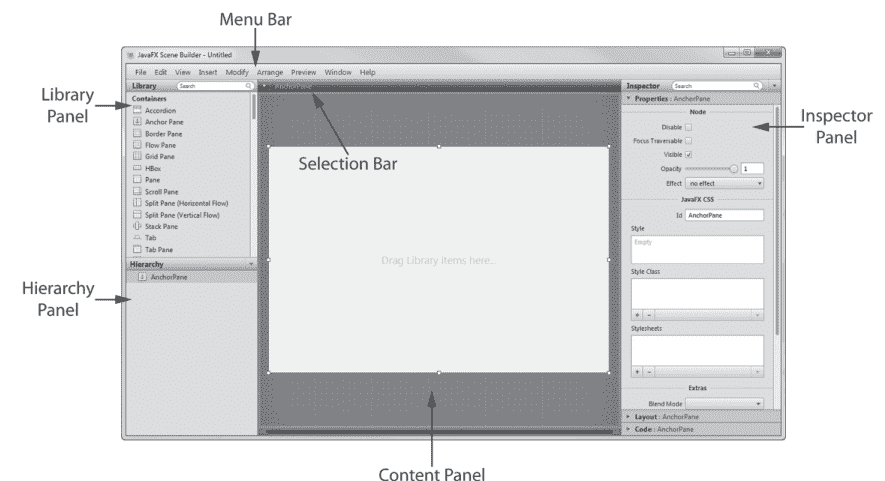 Menu Bar
JavaFX Scene Builder - Untitled
File Edit View Insert Modify Arrange Preview Window Help
Library Search
AnchorPane
Inspector Search
Library Panel
Containers
Accordion
Anchor Pane
Border Pane
Flow Pane
Grid Pane
HBox
Pane
Scroll Pane
Split Pane (Horizontal Flow)
Split Pane (Vertical Flow)
Stack Pane
Tab
Tab Pane
Hierarchy
AnchorPane
Hierarchy Panel
Selection Bar
Drag Library items here...
Content Panel
Properties : AnchorPane
Node
Disable
Focus Traversable
Visible
Opacity 1
Effect no effect
JavaFX CSS
Id AnchorPane
Style
Empty
Style Class
+ -
Stylesheets
+ -
Extras
Blend Mode
Layout : AnchorPane
Code : AnchorPane
Inspector Panel